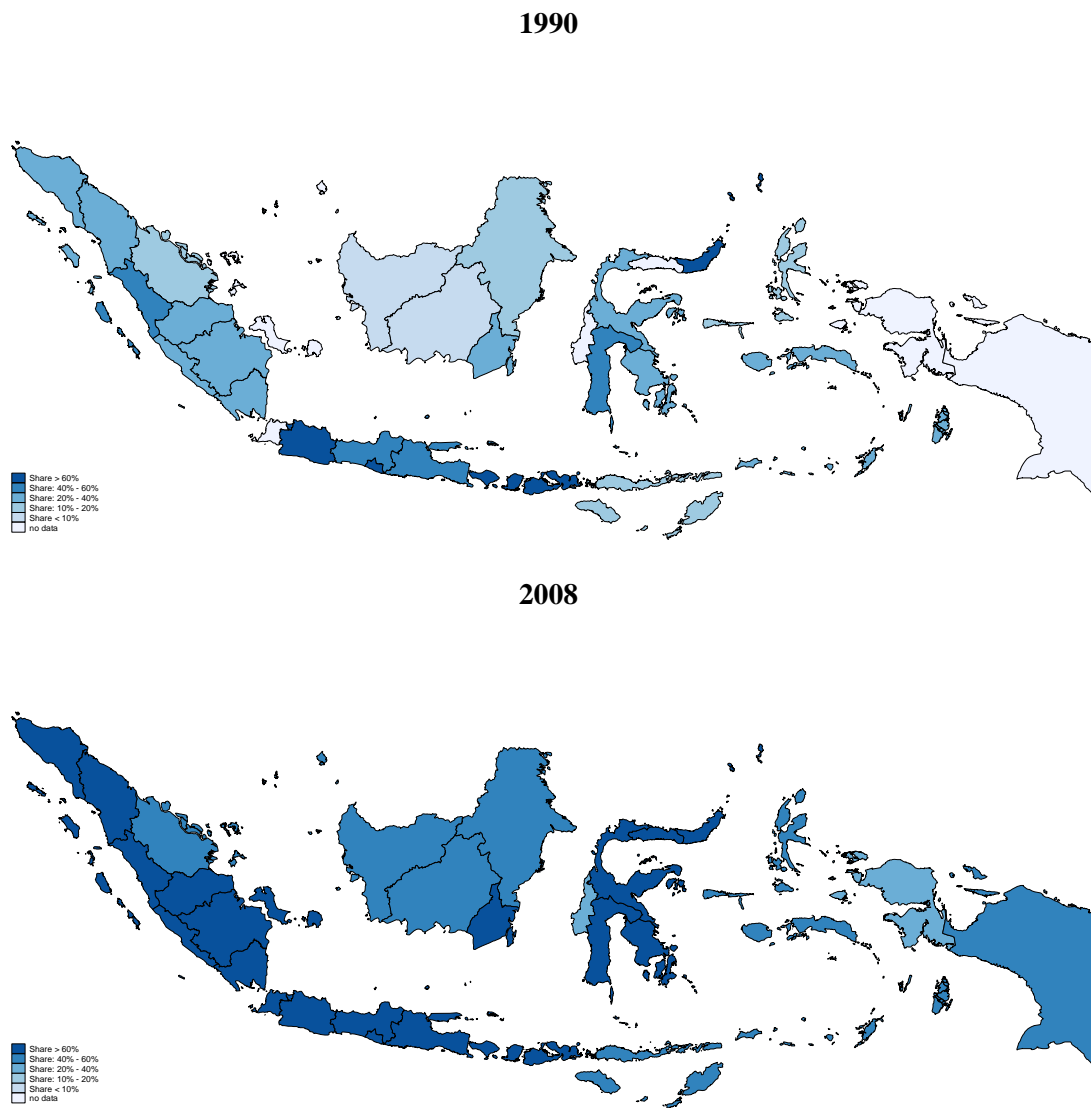 1990
Share > 60%
Share: 40% - 60%
Share: 20% - 40%
Share: 10% - 20%
Share < 10%
no data
2008
Share > 60%
Share: 40% - 60%
Share: 20% - 40%
Share: 10% - 20%
Share < 10%
no data